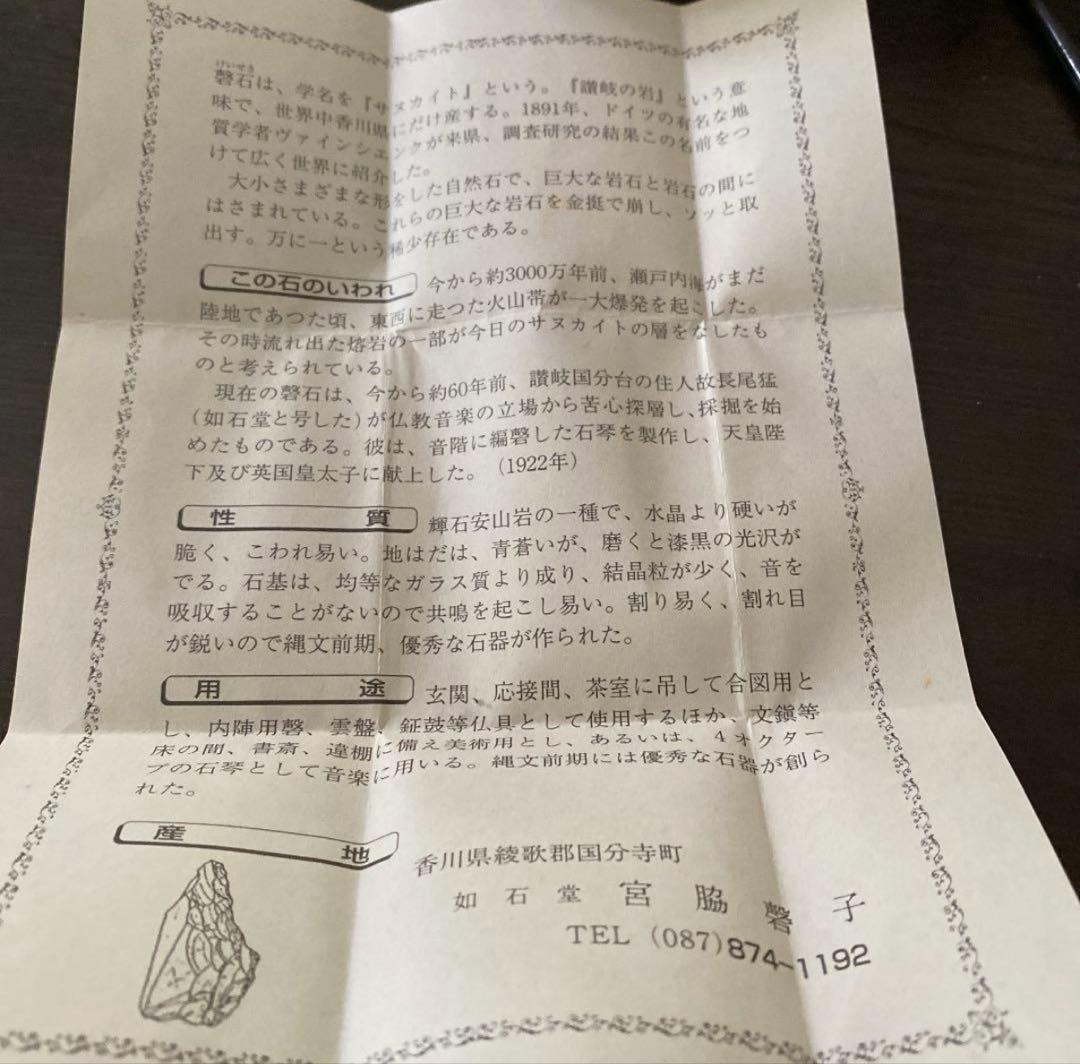 けいせき
磬石は、学名を『サヌカイト』という。『讃岐の岩』という意
味で、世界中香川県にだけ産する。1891年、ドイツの有名な地
質学者ヴァインシェンクが来県、調査研究の結果この名前をつ
けて広く世界に紹介した。
大小さまざまな形をした自然石で、巨大な岩石と岩石の間に
はさまれている。これらの巨大な岩石を金挺で崩し、ソッと取
出す。万に一という稀少存在である。
この石のいわれ 今から約3000万年前、瀬戸内海がまだ
陸地であつた頃、東西に走つた火山帯が一大爆発を起こした。
その時流れ出た熔岩の一部が今日のサヌカイトの層をなしたも
のと考えられている。
現在の磬石は、今から約60年前、讃岐国分台の住人故長尾猛
(如石堂と号した)が仏教音楽の立場から苦心探層し、採掘を始
めたものである。彼は、音階に編磬した石琴を製作し、天皇陛
下及び英国皇太子に献上した。(1922年)
性質 輝石安山岩の一種で、水晶より硬いが
脆く、こわれ易い。地はだは、青蒼いが、磨くと漆黒の光沢が
でる。石基は、均等なガラス質より成り、結晶粒が少く、音を
吸収することがないので共鳴を起こし易い。割り易く、割れ目
が鋭いので縄文前期、優秀な石器が作られた。
用途 玄関、応接間、茶室に吊して合図用と
し、内陣用磬、雲盤、鉦鼓等仏具として使用するほか、文鎭等
床の間、書斎、違棚に備え美術用とし、あるいは、4オクター
ブの石琴として音楽に用いる。縄文前期には優秀な石器が創ら
れた。
産地 香川県綾歌郡国分寺町
如石堂 宮脇磬子
TEL (087)874-1192